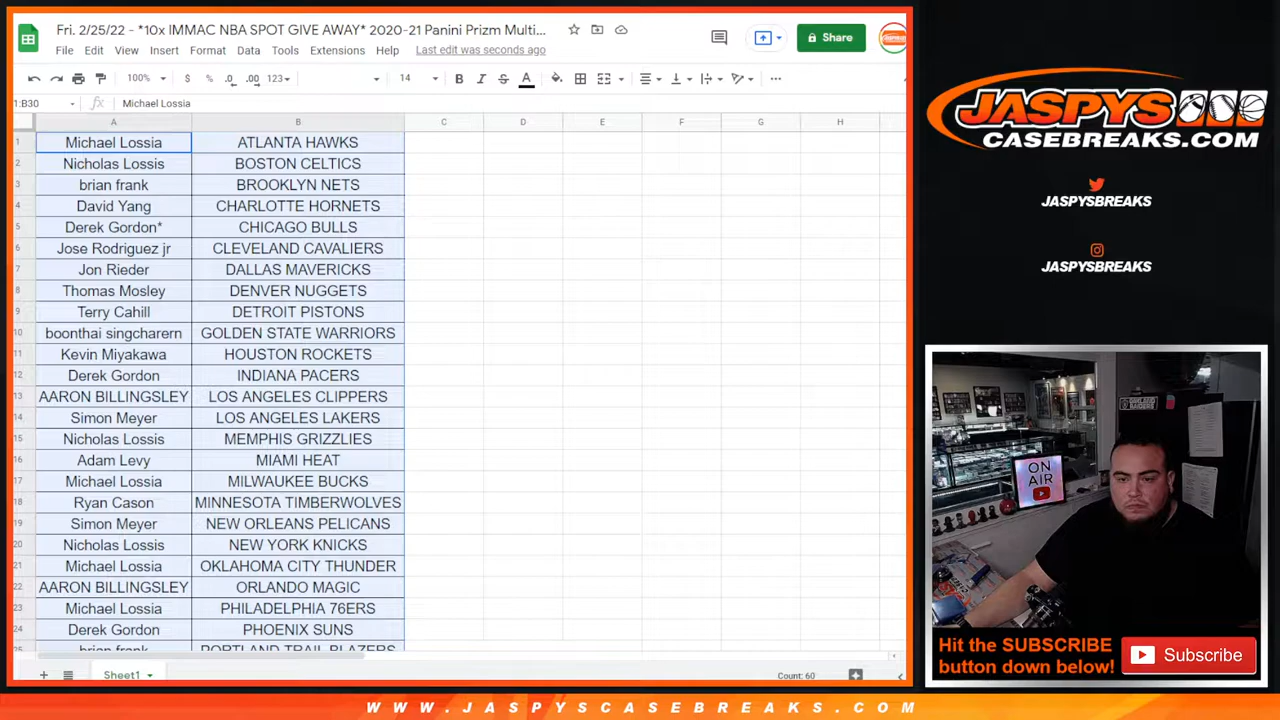 Fri. 2/25/22 - *10x IMMAC NBA SPOT GIVE AWAY* 2020-21 Panini Prizm Multi...
File Edit View Insert Format Data Tools Extensions Help Last edit was seconds ago
Share
100% $ % .0 .00 123 14 B I S A
1:B30 fx Michael Lossia
A B C D E F G H
1 Michael Lossia ATLANTA HAWKS
2 Nicholas Lossis BOSTON CELTICS
3 brian frank BROOKLYN NETS
4 David Yang CHARLOTTE HORNETS
5 Derek Gordon* CHICAGO BULLS
6 Jose Rodriguez jr CLEVELAND CAVALIERS
7 Jon Rieder DALLAS MAVERICKS
8 Thomas Mosley DENVER NUGGETS
9 Terry Cahill DETROIT PISTONS
10 boonthai singcharern GOLDEN STATE WARRIORS
11 Kevin Miyakawa HOUSTON ROCKETS
12 Derek Gordon INDIANA PACERS
13 AARON BILLINGSLEY LOS ANGELES CLIPPERS
14 Simon Meyer LOS ANGELES LAKERS
15 Nicholas Lossis MEMPHIS GRIZZLIES
16 Adam Levy MIAMI HEAT
17 Michael Lossia MILWAUKEE BUCKS
18 Ryan Cason MINNESOTA TIMBERWOLVES
19 Simon Meyer NEW ORLEANS PELICANS
20 Nicholas Lossis NEW YORK KNICKS
21 Michael Lossia OKLAHOMA CITY THUNDER
22 AARON BILLINGSLEY ORLANDO MAGIC
23 Michael Lossia PHILADELPHIA 76ERS
24 Derek Gordon PHOENIX SUNS
25 brian frank PORTLAND TRAIL BLAZERS
Sheet1
Count: 60
JASPYS
CASEBREAKS.COM
JASPYSBREAKS
JASPYSBREAKS
ON
AIR
Hit the SUBSCRIBE
button down below!
Subscribe
WWW.JASPYSCASEBREAKS.COM